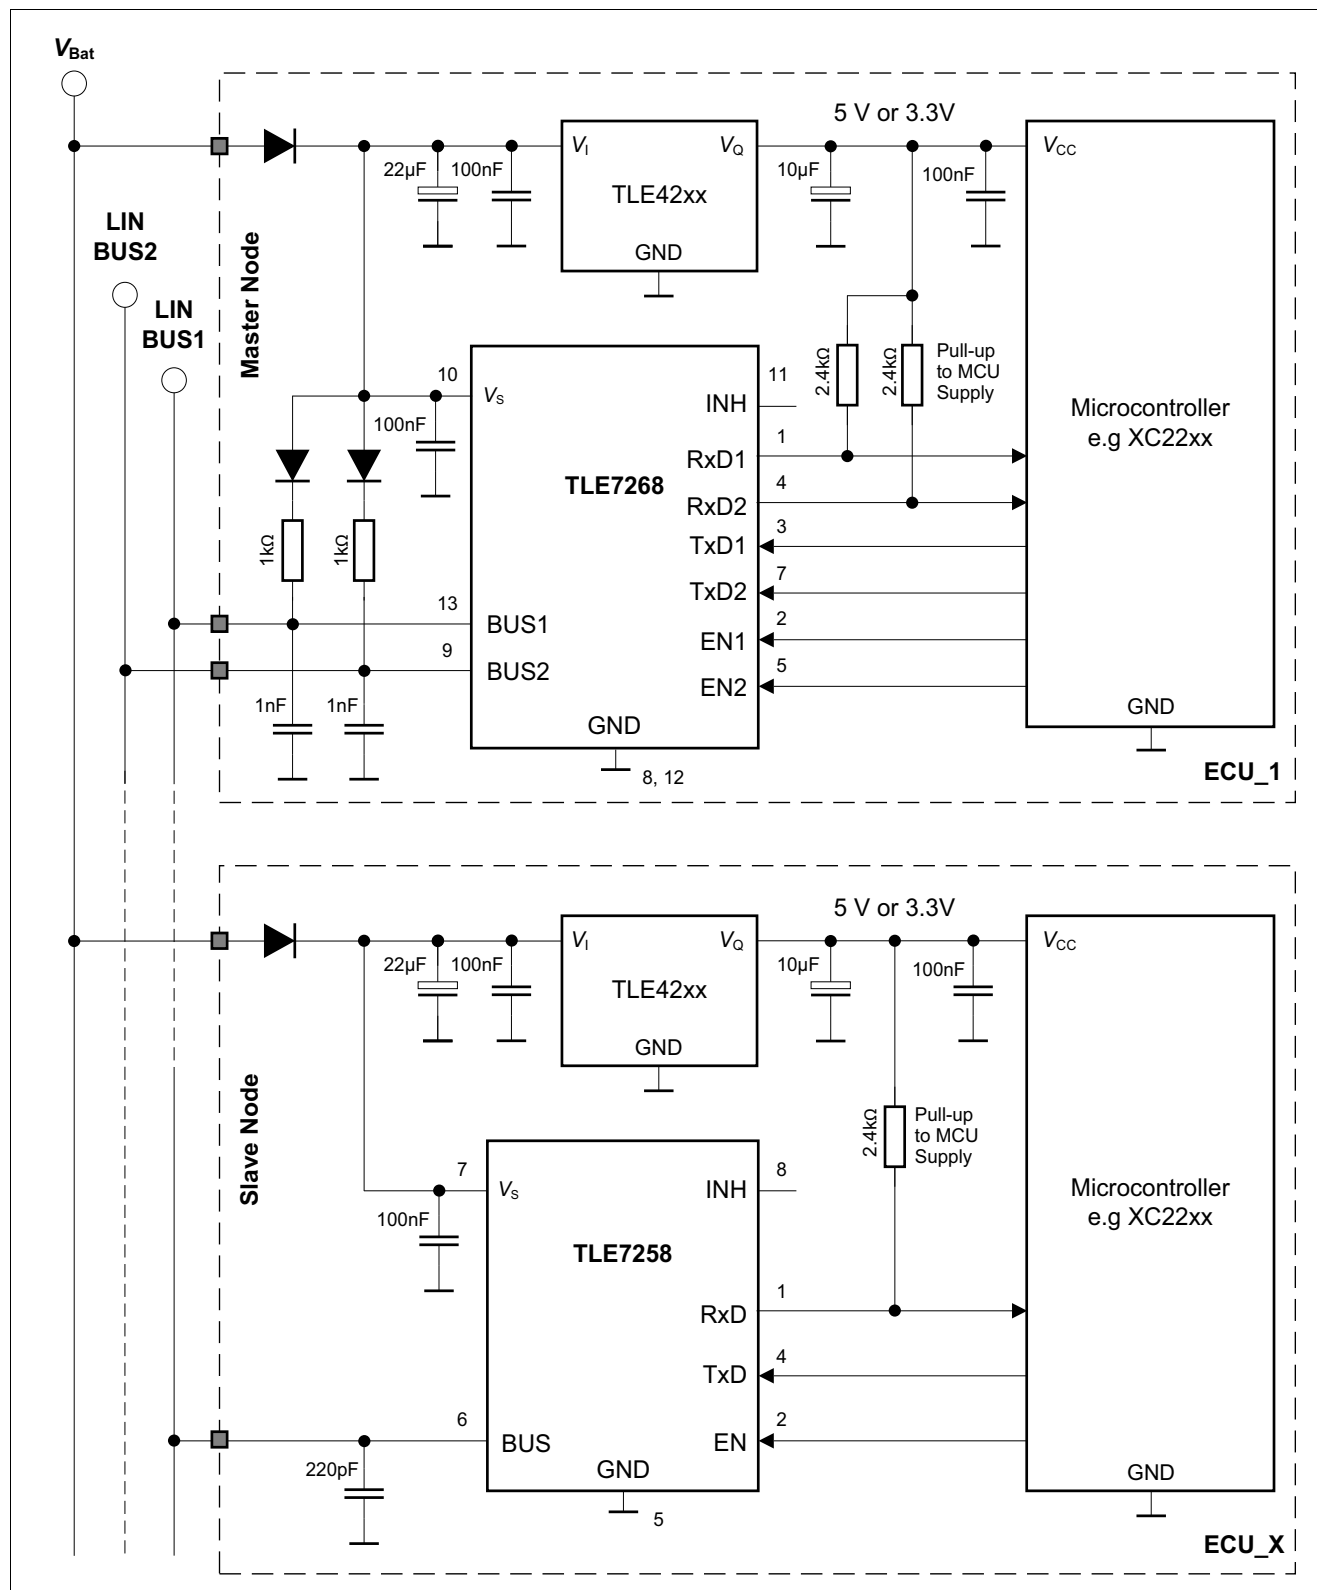 V Bat
LIN
BUS2
LIN
BUS1
Master Node
22µF
100nF
VI
VQ
TLE42xx
GND
5 V or 3.3V
10µF
100nF
VCC
Microcontroller
e.g XC22xx
GND
2.4kΩ
2.4kΩ
Pull-up
to MCU
Supply
10
VS
100nF
TLE7268
11
INH
1
RxD1
4
RxD2
3
TxD1
7
TxD2
2
EN1
5
EN2
1kΩ
1kΩ
13
BUS1
9
BUS2
1nF
1nF
GND
8, 12
ECU_1
Slave Node
22µF
100nF
VI
VQ
TLE42xx
GND
5 V or 3.3V
10µF
100nF
VCC
Microcontroller
e.g XC22xx
GND
2.4kΩ
Pull-up
to MCU
Supply
7
VS
100nF
TLE7258
8
INH
1
RxD
4
TxD
2
EN
6
BUS
220pF
GND
5
ECU_X